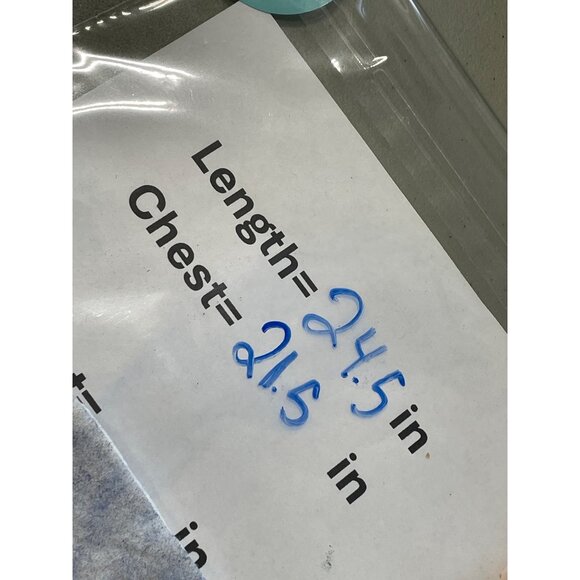 Length= 24.5 in
Chest= 21.5 in
t= in